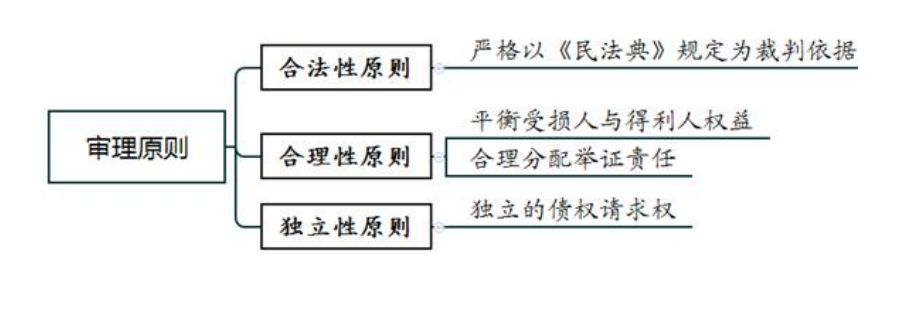 审理原则
合法性原则
严格以《民法典》规定为裁判依据
合理性原则
平衡受损人与得利人权益
合理分配举证责任
独立性原则
独立的债权请求权